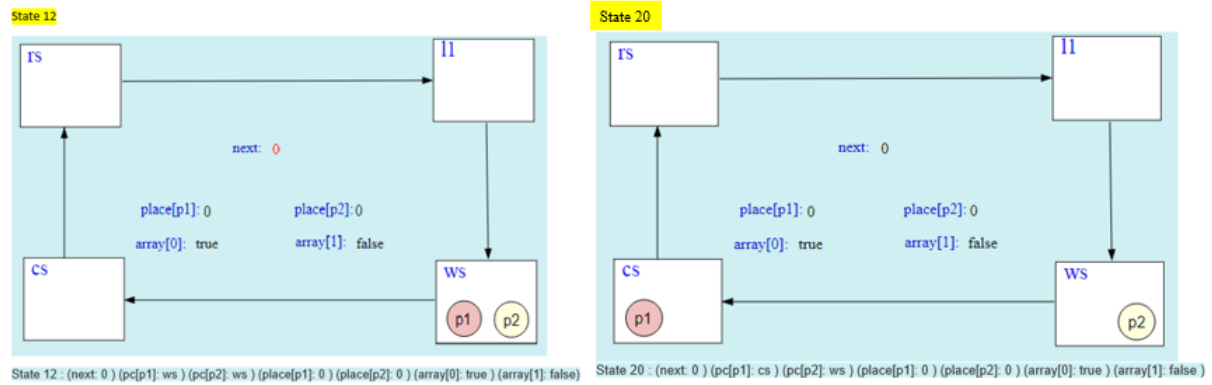 State 12
rs
ll
next: 0
place[p1]: 0
place[p2]: 0
array[0]: true
array[1]: false
cs
ws
p1
p2
State 12 : (next: 0 ) (pc[p1]: ws ) (pc[p2]: ws ) (place[p1]: 0 ) (place[p2]: 0 ) (array[0]: true ) (array[1]: false)
State 20
rs
ll
next: 0
place[p1]: 0
place[p2]: 0
array[0]: true
array[1]: false
cs
ws
p1
p2
State 20 : (next: 0 ) (pc[p1]: cs ) (pc[p2]: ws ) (place[p1]: 0 ) (place[p2]: 0 ) (array[0]: true ) (array[1]: false )